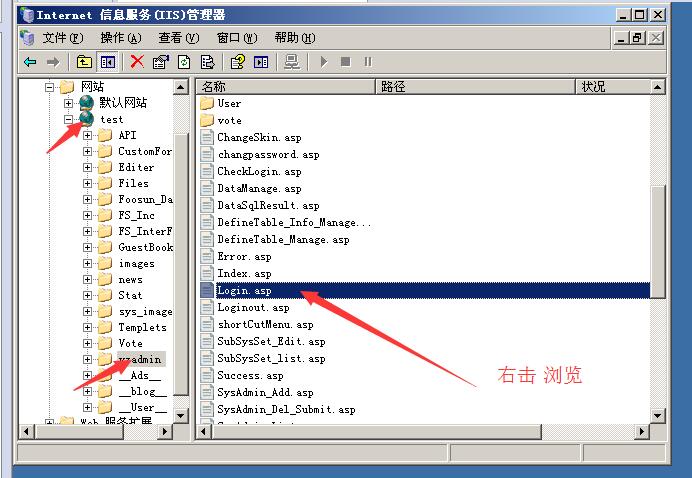 Internet 信息服务(IIS)管理器
文件(F) 操作(A) 查看(V) 窗口(W) 帮助(H)
网站
默认网站
test
API
CustomFor
Editer
Files
Foosun_Da
FS_Inc
FS_InterF
GuestBook
images
news
Stat
sys_image
Templets
Vote
admin
__Ads__
__blog__
__User__
Web 服务扩展
名称 路径 状况
User
vote
ChangeSkin.asp
changpassword.asp
CheckLogin.asp
DataManage.asp
DataSqlResult.asp
DefineTable_Info_Manage...
DefineTable_Manage.asp
Error.asp
Index.asp
Login.asp
Loginout.asp
shortCutMenu.asp
SubSysSet_Edit.asp
SubSysSet_list.asp
Success.asp
SysAdmin_Add.asp
SysAdmin_Del_Submit.asp
右击 浏览